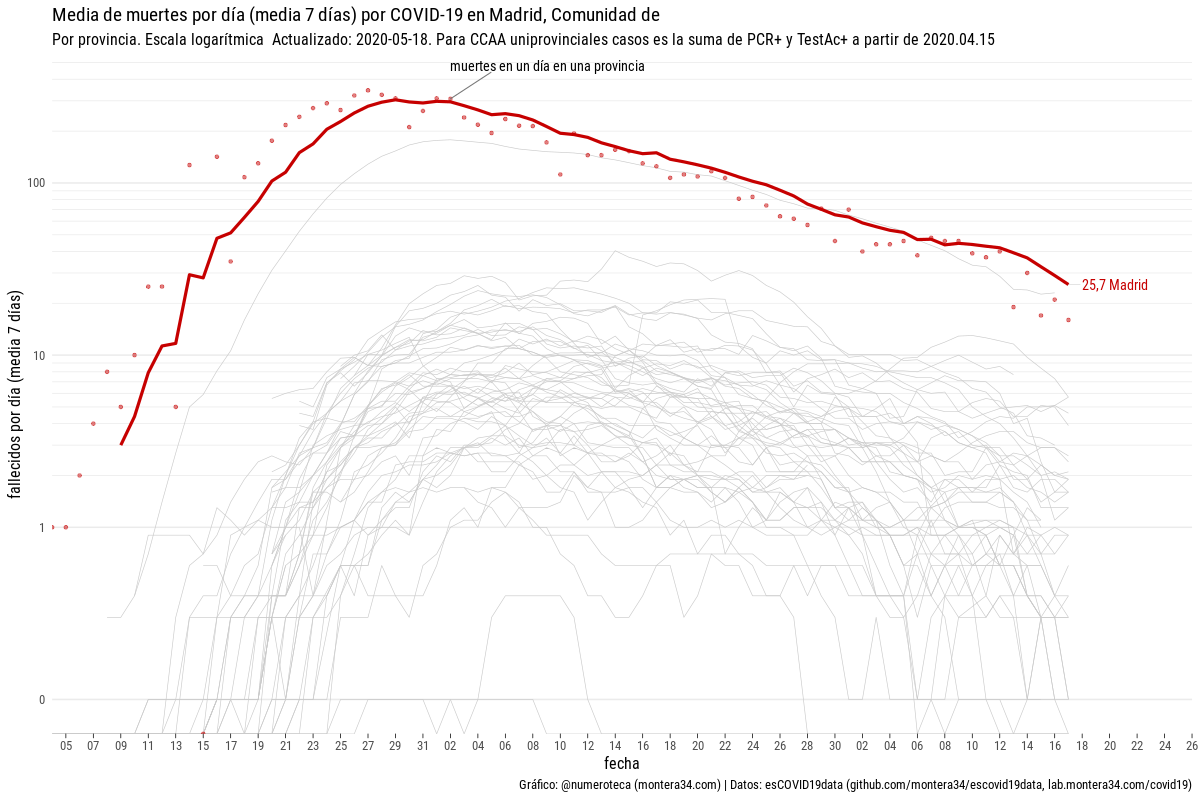 Media de muertes por día (media 7 días) por COVID-19 en Madrid, Comunidad de
Por provincia. Escala logarítmica  Actualizado: 2020-05-18. Para CCAA uniprovinciales casos es la suma de PCR+ y TestAc+ a partir de 2020.04.15
muertes en un día en una provincia
fallecidos por día (media  7 días)
100
10
1
0
25,7 Madrid
05 07 09 11 13 15 17 19 21 23 25 27 29 31 02 04 06 08 10 12 14 16 18 20 22 24 26 28 30 02 04 06 08 10 12 14 16 18 20 22 24 26
fecha
Gráfico: @numeroteca (montera34.com) | Datos: esCOVID19data (github.com/montera34/escovid19data, lab.montera34.com/covid19)